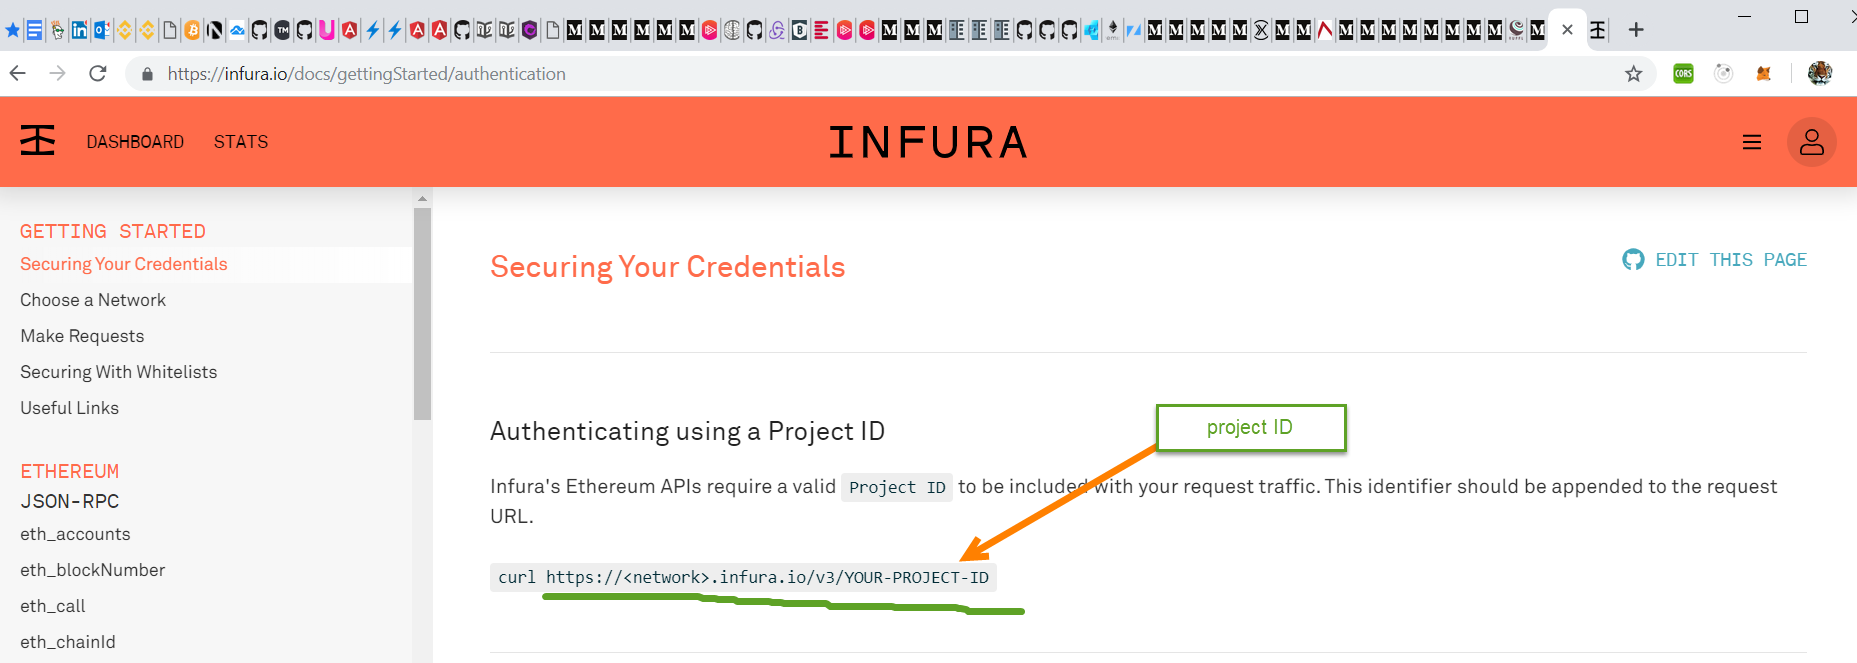 https://infura.io/docs/gettingStarted/authentication
CORS
DASHBOARD
STATS
INFURA
GETTING STARTED
Securing Your Credentials
Choose a Network
Make Requests
Securing With Whitelists
Useful Links
ETHEREUM
JSON-RPC
eth_accounts
eth_blockNumber
eth_call
eth_chainId
Securing Your Credentials
EDIT THIS PAGE
project ID
Authenticating using a Project ID
Infura's Ethereum APIs require a valid Project ID to be included with your request traffic. This identifier should be appended to the request
URL.
curl https://<network>.infura.io/v3/YOUR-PROJECT-ID